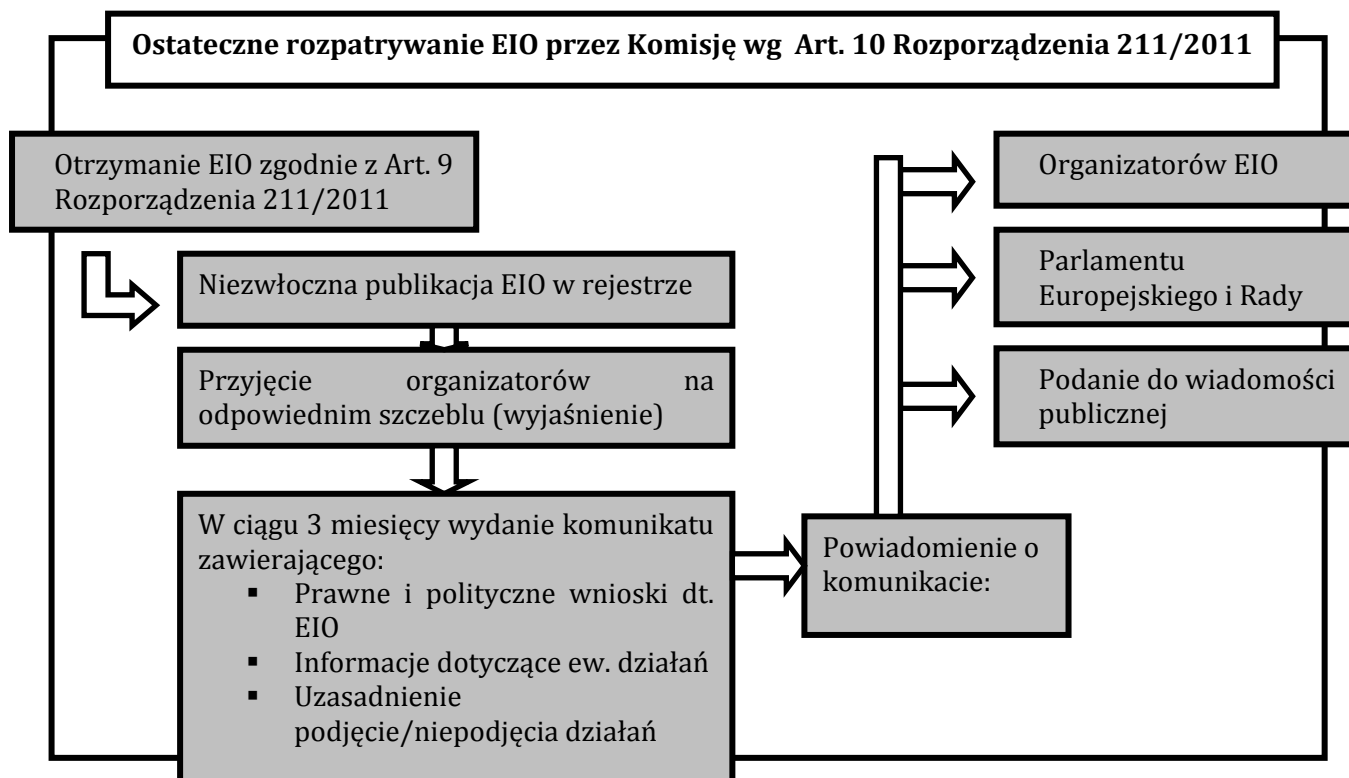 Ostateczne rozpatrywanie EIO przez Komisję wg Art. 10 Rozporządzenia 211/2011
Otrzymanie EIO zgodnie z Art. 9
Rozporządzenia 211/2011
Niezwłoczna publikacja EIO w rejestrze
Przyjęcie organizatorów na
odpowiednim szczeblu (wyjaśnienie)
W ciągu 3 miesięcy wydanie komunikatu
zawierającego:
▪ Prawne i polityczne wnioski dt.
EIO
▪ Informacje dotyczące ew. działań
▪ Uzasadnienie
podjęcie/niepodjęcia działań
Powiadomienie o
komunikacie:
Organizatorów EIO
Parlamentu
Europejskiego i Rady
Podanie do wiadomości
publicznej